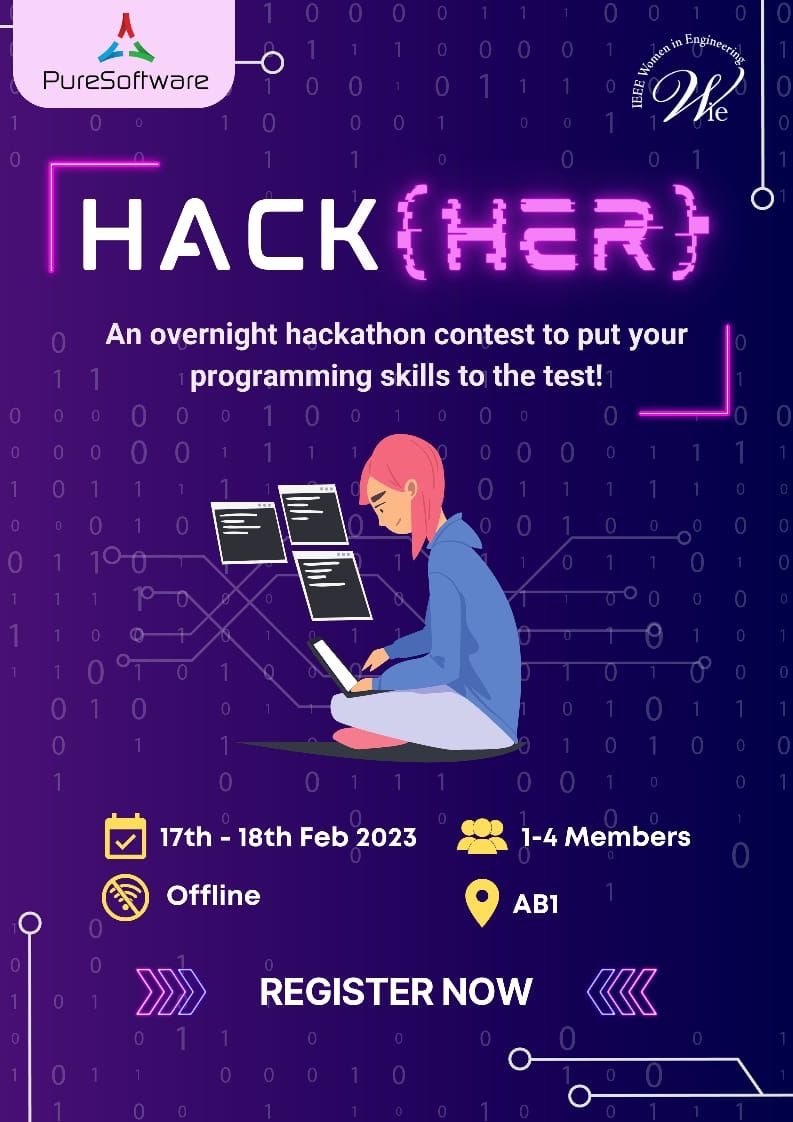 PureSoftware
IEEE Women in Engineering
Wie
HACK{HER}
An overnight hackathon contest to put your
programming skills to the test!
17th - 18th Feb 2023
1-4 Members
Offline
AB1
REGISTER NOW